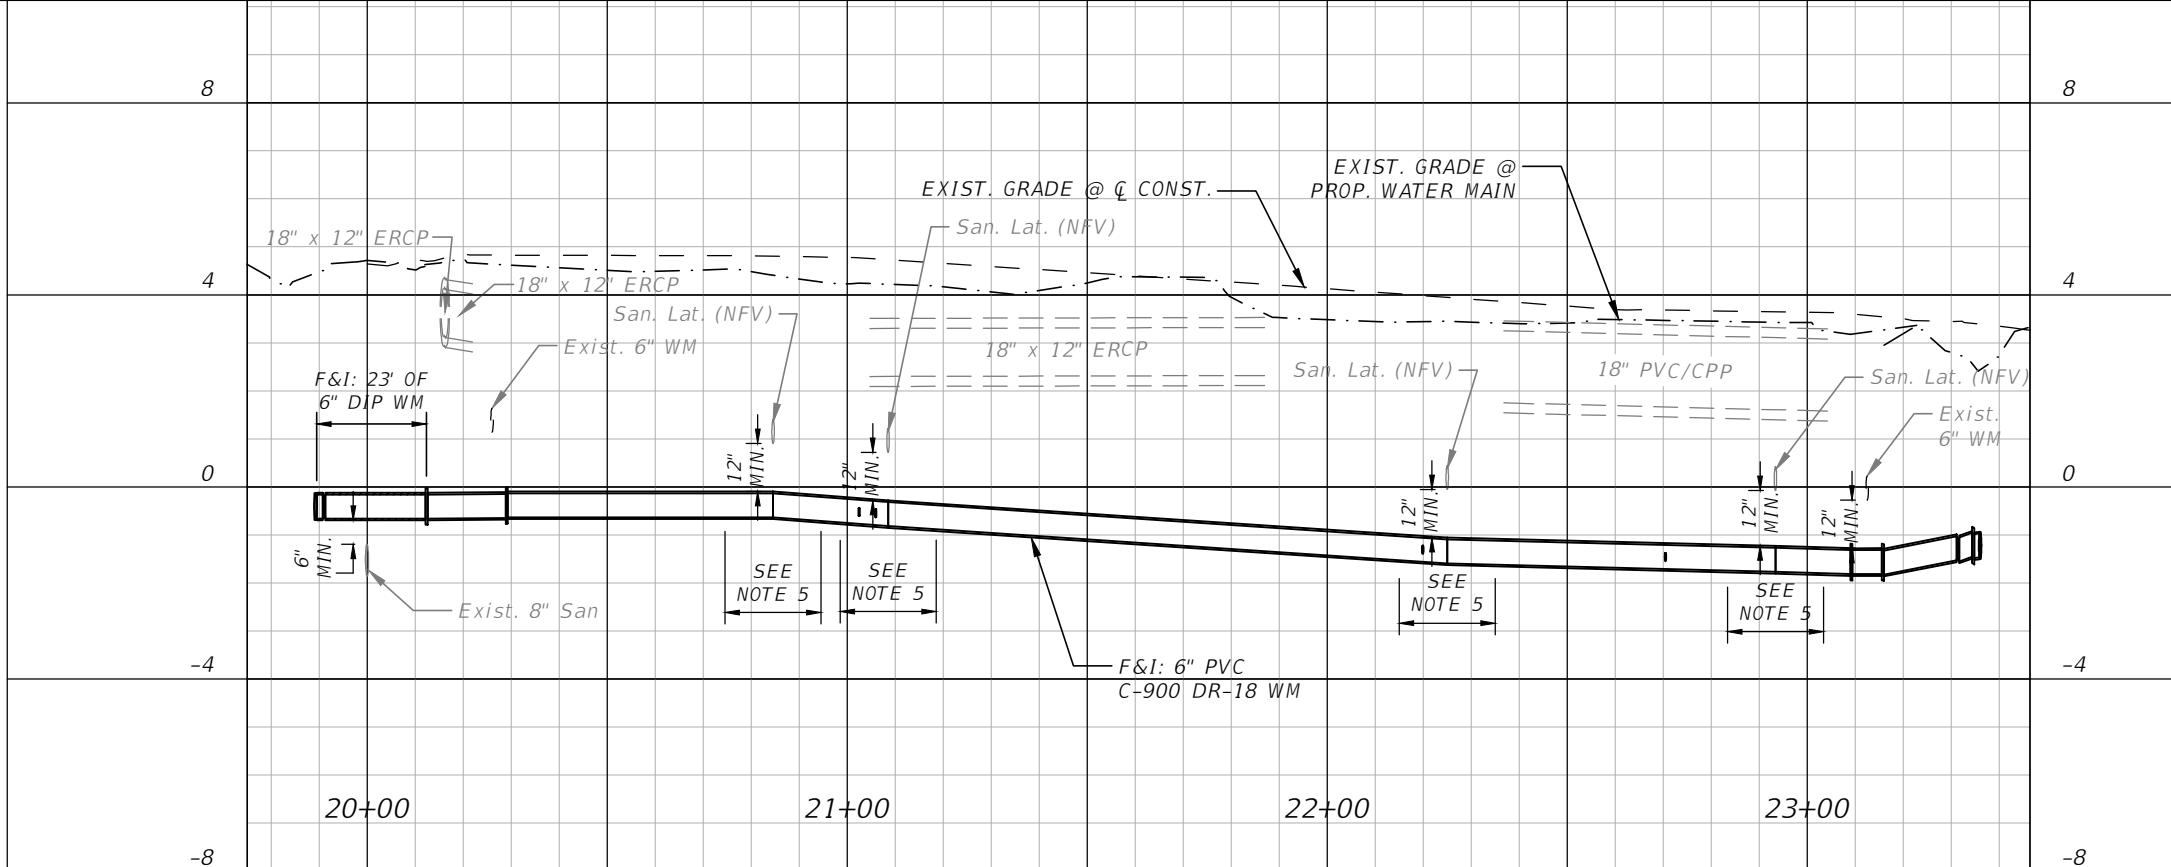 8
8
EXIST. GRADE @
PROP. WATER MAIN
EXIST. GRADE @ ℄ CONST.
San. Lat. (NFV)
18" x 12" ERCP
4
4
18" x 12" ERCP
San. Lat. (NFV)
Exist. 6" WM
18" x 12" ERCP
F&I: 23' OF
6" DIP WM
San. Lat. (NFV)
18" PVC/CPP
San. Lat. (NFV)
Exist.
6" WM
0
0
12"
MIN.
12"
MIN.
12"
MIN.
12"
MIN.
12"
MIN.
6"
MIN.
SEE
NOTE 5
SEE
NOTE 5
SEE
NOTE 5
SEE
NOTE 5
Exist. 8" San
-4
-4
F&I: 6" PVC
C-900 DR-18 WM
20+00
21+00
22+00
23+00
-8
-8